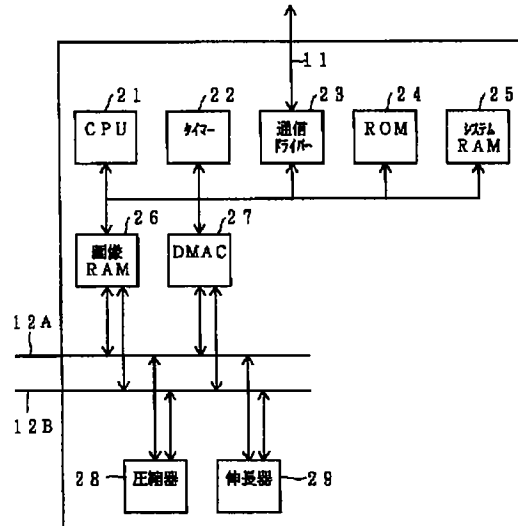 11
21
22
23
24
25
CPU
タイマー
通信
ドライバー
ROM
システム
RAM
26
27
画像
RAM
DMAC
12A
12B
28
圧縮器
伸長器
29